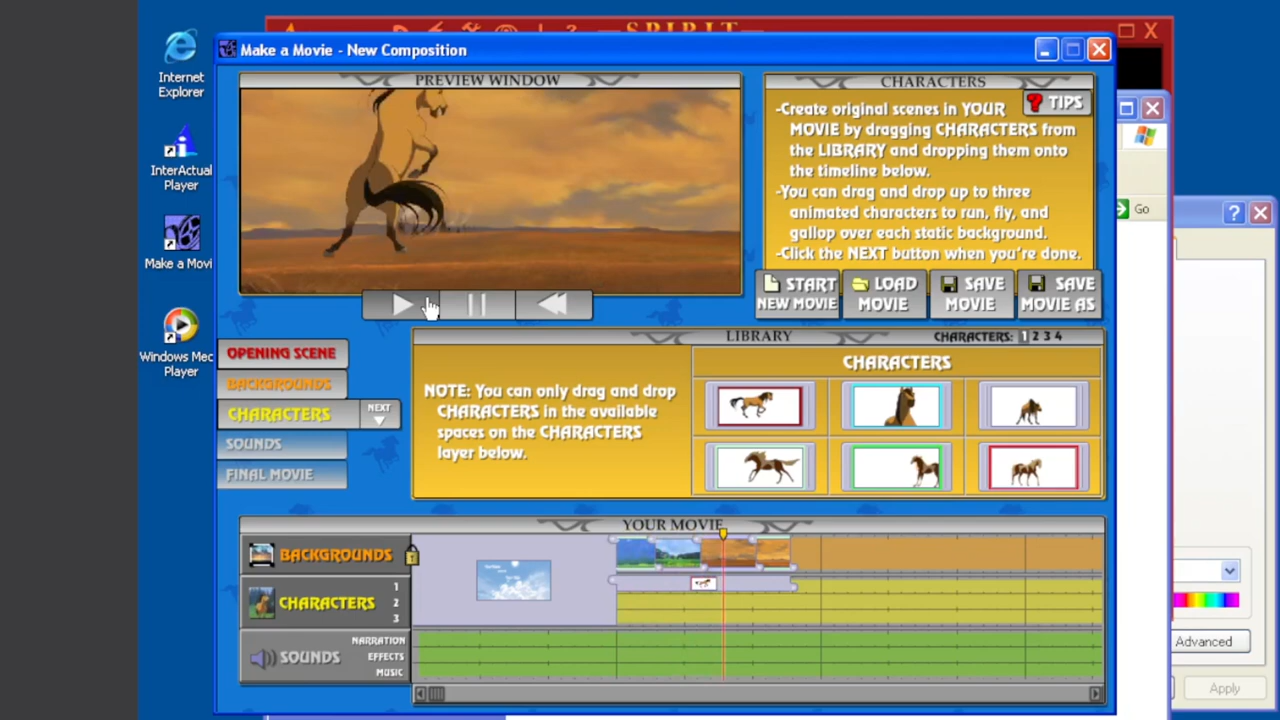 SPIRIT
Internet
Explorer
InterActual
Player
Make a Movi
Windows Mec
Player
Make a Movie - New Composition
PREVIEW WINDOW
CHARACTERS
? TIPS
-Create original scenes in YOUR
MOVIE by dragging CHARACTERS from
the LIBRARY and dropping them onto
the timeline below.
-You can drag and drop up to three
animated characters to run, fly, and
gallop over each static background.
-Click the NEXT button when you're done.
START
NEW MOVIE
LOAD
MOVIE
SAVE
MOVIE
SAVE
MOVIE AS
Go
?
OPENING SCENE
BACKGROUNDS
CHARACTERS
NEXT
SOUNDS
FINAL MOVIE
LIBRARY
CHARACTERS: 1 2 3 4
CHARACTERS
NOTE: You can only drag and drop
CHARACTERS in the available
spaces on the CHARACTERS
layer below.
YOUR MOVIE
BACKGROUNDS
CHARACTERS
1
2
3
SOUNDS
NARRATION
EFFECTS
MUSIC
Advanced
Apply